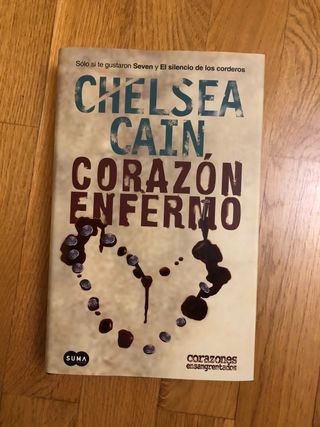 Sólo si te gustaron Seven y El silencio de los corderos
CHELSEA
CAIN
CORAZÓN
ENFERMO
SUMA
corazones
ensangrentados